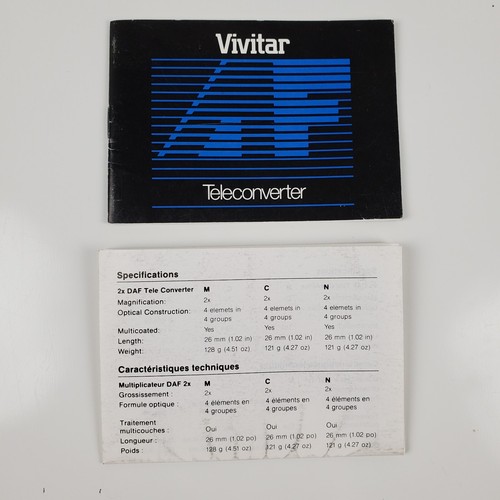 Vivitar
AF
Teleconverter
Specifications
2x DAF Tele Converter M C N
Magnification: 2x 2x 2x
Optical Construction: 4 elemets in 4 elemets in 4 elemets in
4 groups 4 groups 4 groups
Multicoated: Yes Yes Yes
Length: 26 mm (1.02 in) 26 mm (1.02 in) 26 mm (1.02 in)
Weight: 128 g (4.51 oz) 121 g (4.27 oz) 121 g (4.27 oz)
Caractéristiques techniques
Multiplicateur DAF 2x M C N
Grossissement : 2x 2x 2x
Formule optique : 4 éléments en 4 éléments en 4 éléments en
4 groupes 4 groupes 4 groupes
Traitement
multicouches : Oui Oui Oui
Longueur : 26 mm (1.02 po) 26 mm (1.02 po) 26 mm (1.02 po)
Poids : 128 g (4.51 oz) 121 g (4.27 oz) 121 g (4.27 oz)